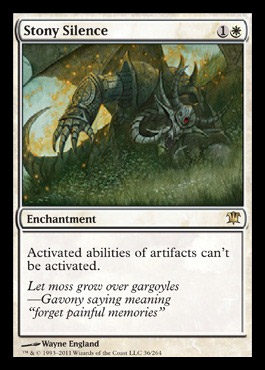 Stony Silence 1
Enchantment
Activated abilities of artifacts can't
be activated.
Let moss grow over gargoyles
—Gavony saying meaning
"forget painful memories"
Wayne England
™ & © 1993–2011 Wizards of the Coast LLC 36/264